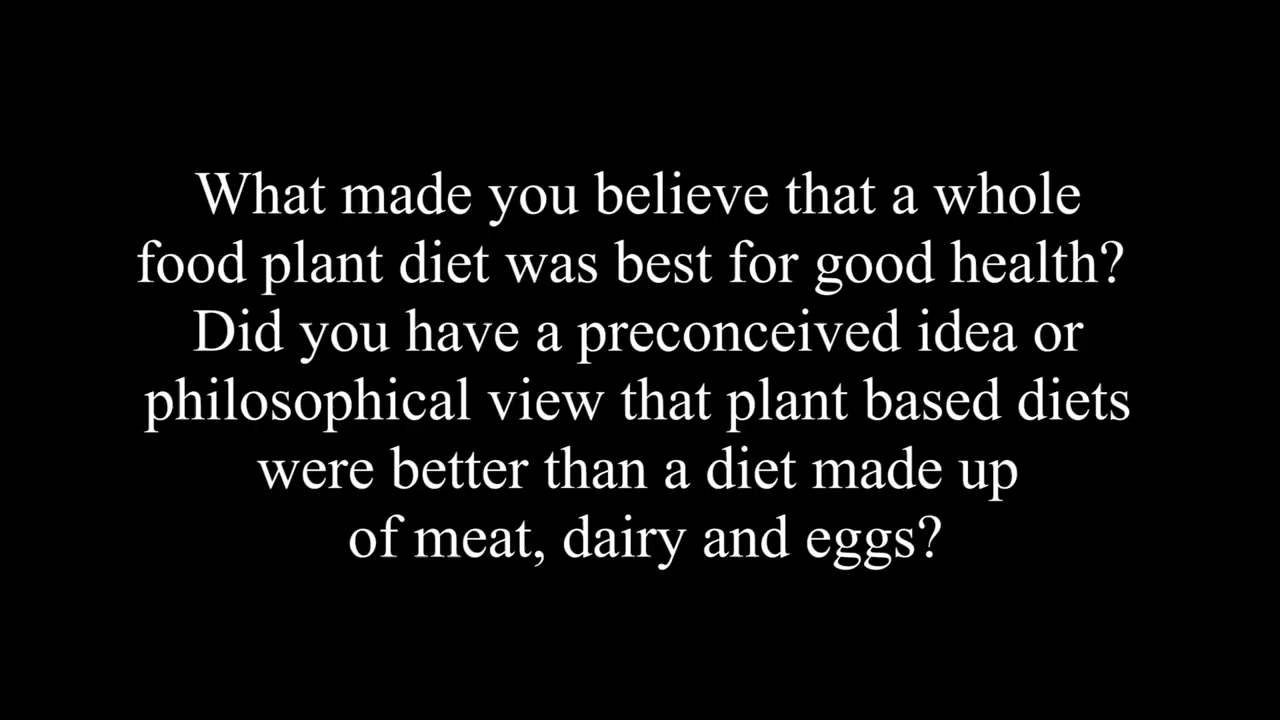 What made you believe that a whole
food plant diet was best for good health?
Did you have a preconceived idea or
philosophical view that plant based diets
were better than a diet made up
of meat, dairy and eggs?